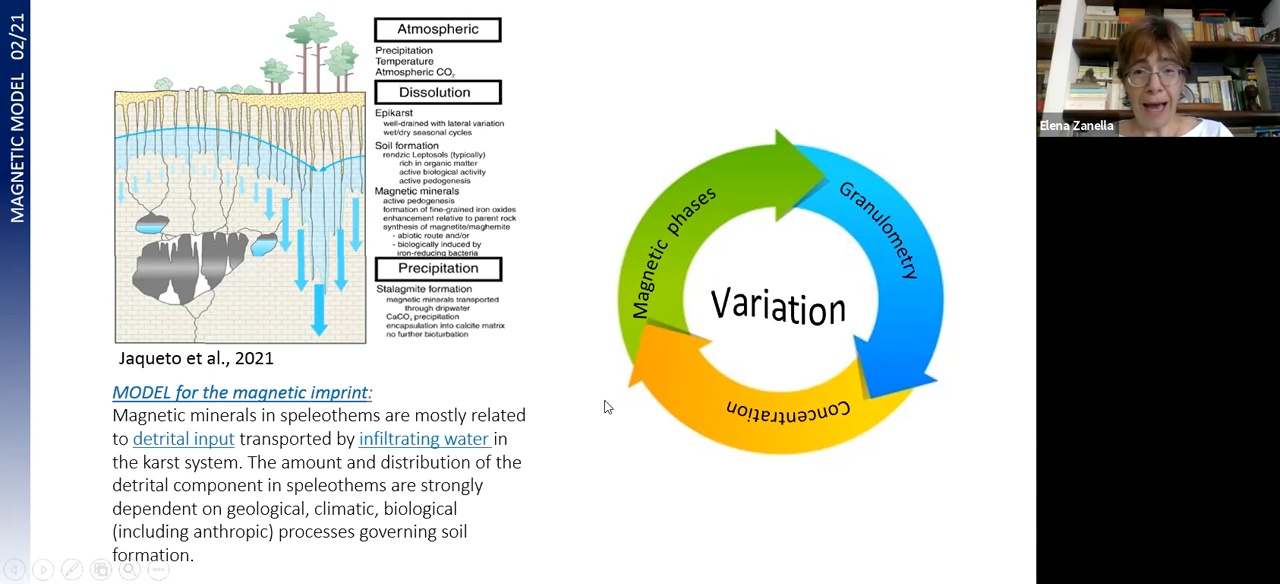 MAGNETIC MODEL 02/21
Atmospheric
Precipitation
Temperature
Atmospheric CO2
Dissolution
Epikarst
well-drained with lateral variation
wet/dry seasonal cycles
Soil formation
rendzic Leptosols (typically)
rich in organic matter
active biological activity
active pedogenesis
Magnetic minerals
active pedogenesis
formation of fine-grained iron oxides
enhancement relative to parent rock
synthesis of magnetite/maghemite
- abiotic route and/or
- biologically induced by
iron-reducing bacteria
Precipitation
Stalagmite formation
magnetic minerals transported
through dripwater
CaCO3 precipitation
encapsulation into calcite matrix
no further bioturbation
Jaqueto et al., 2021
MODEL for the magnetic imprint:
Magnetic minerals in speleothems are mostly related
to detrital input transported by infiltrating water in
the karst system. The amount and distribution of the
detrital component in speleothems are strongly
dependent on geological, climatic, biological
(including anthropic) processes governing soil
formation.
Magnetic phases
Granulometry
Variation
Concentration
Elena Zanella